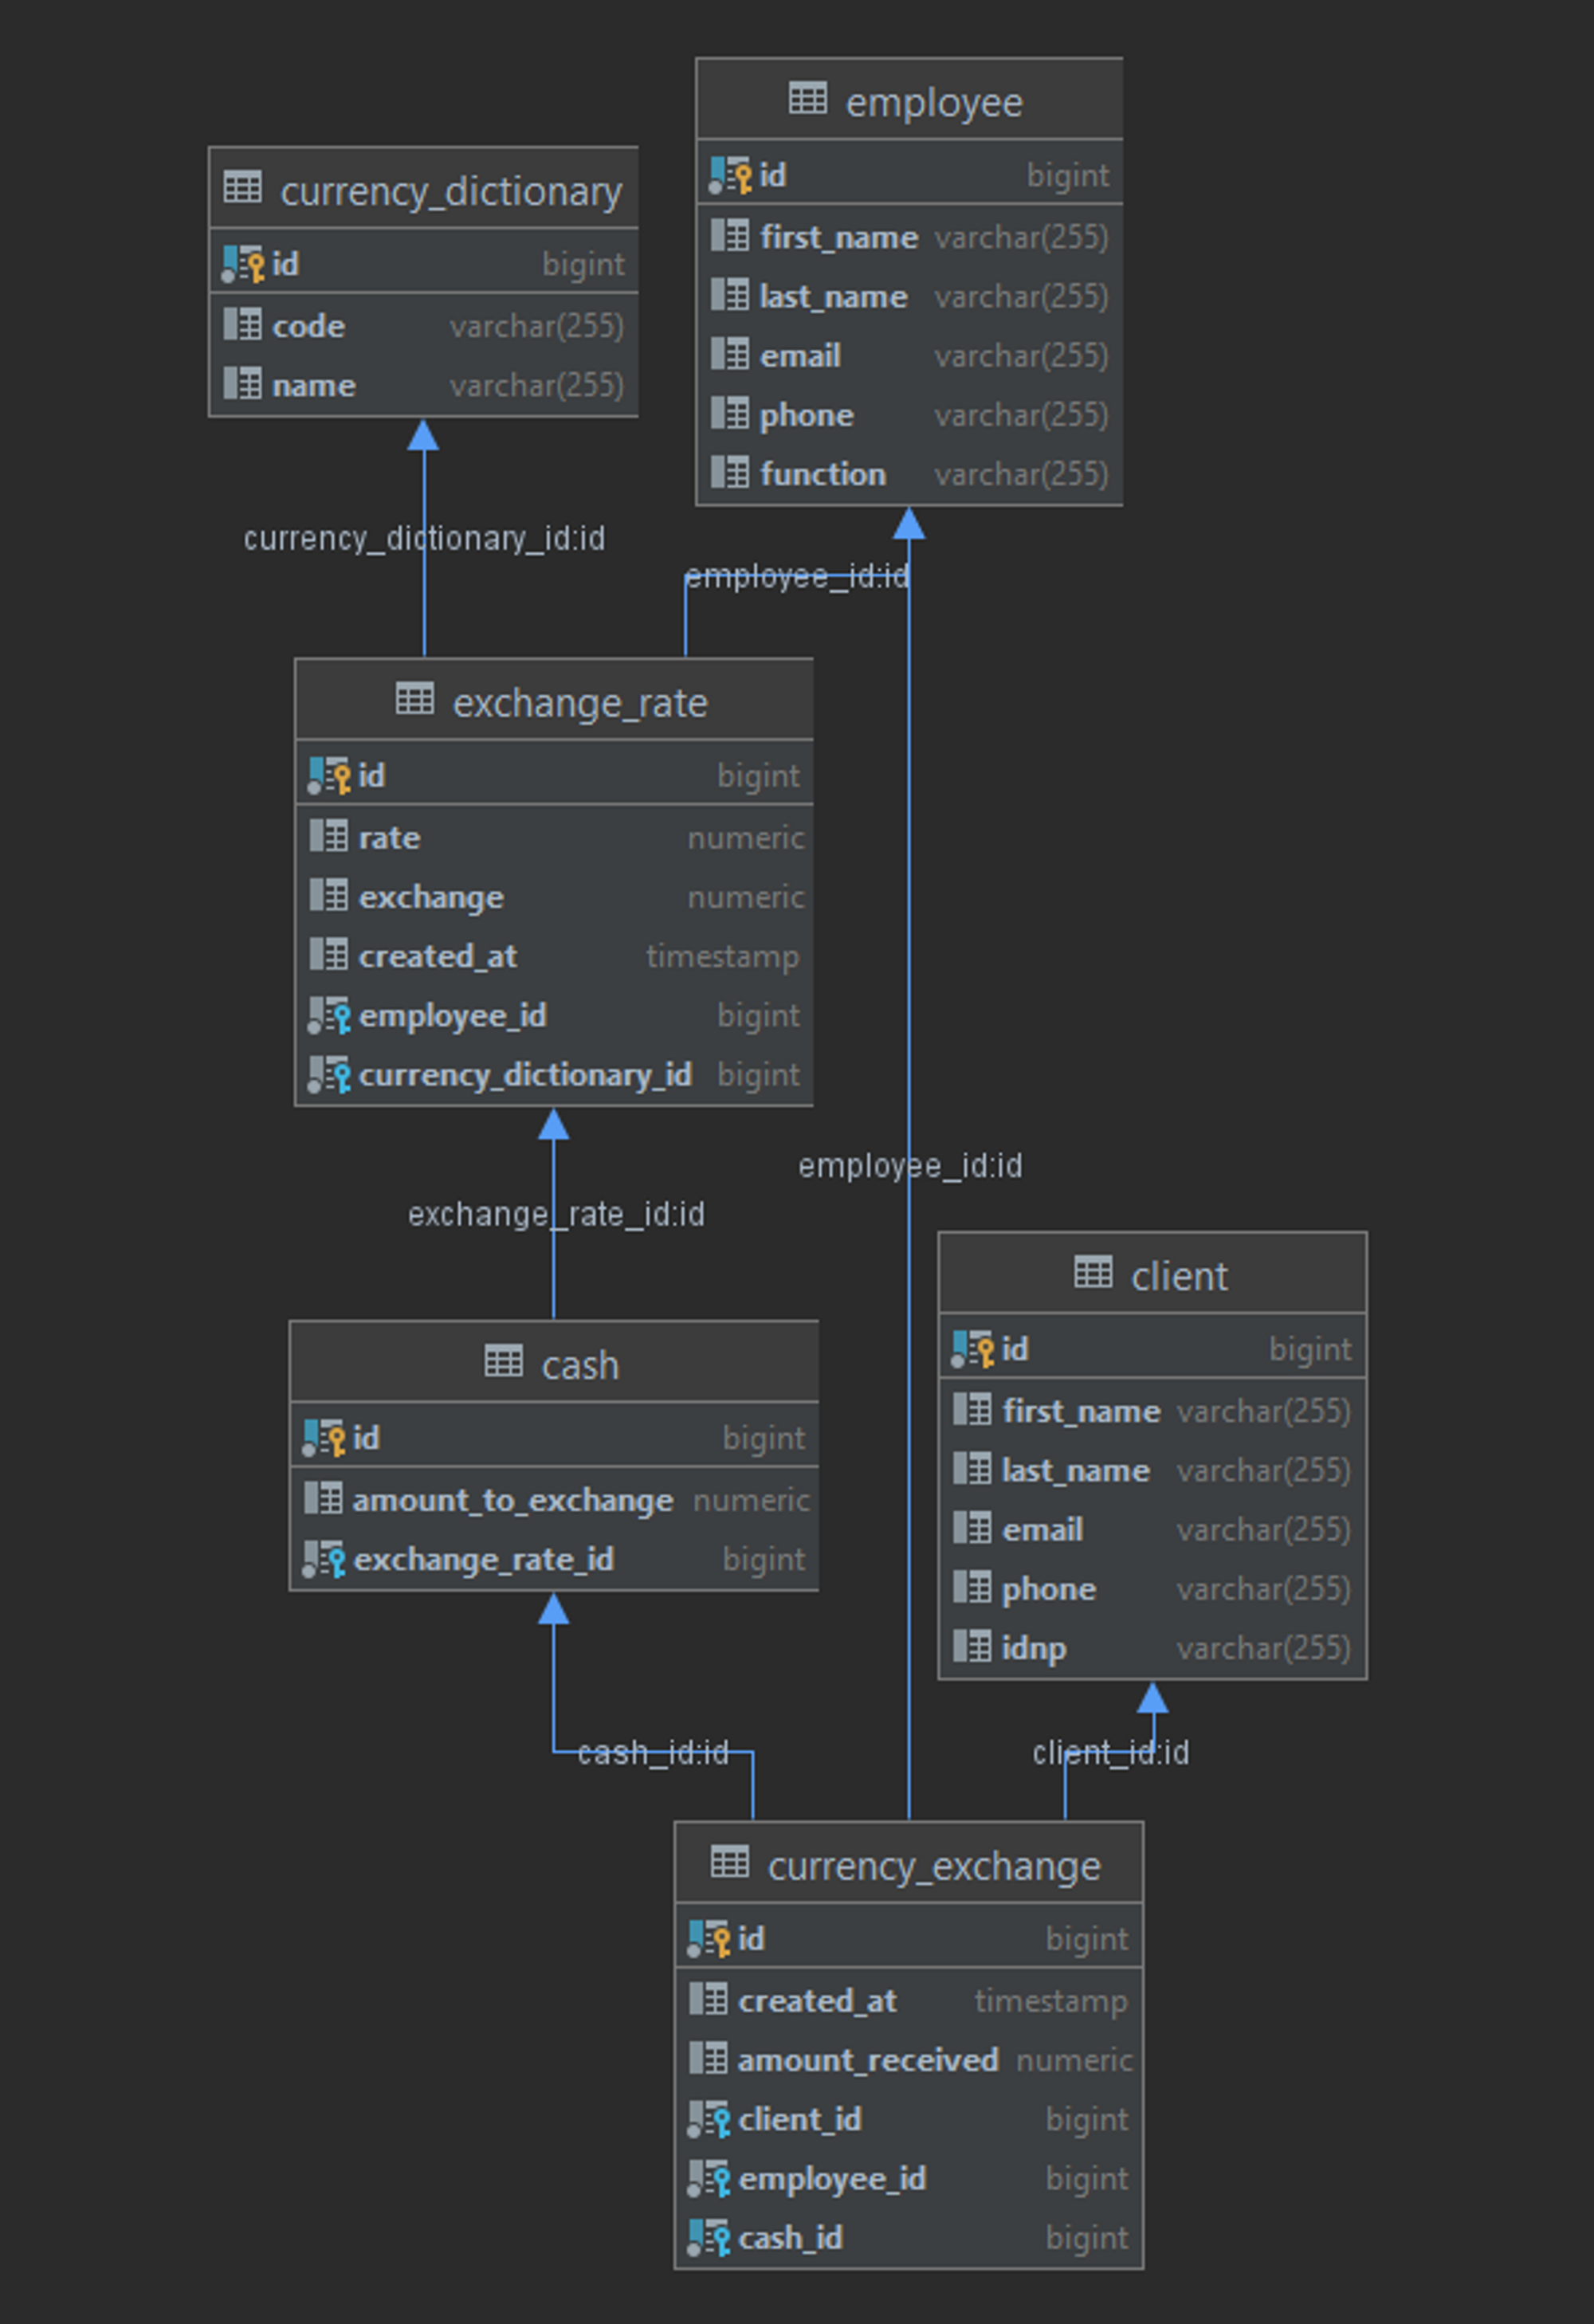 employee
id bigint
first_name varchar(255)
last_name varchar(255)
email varchar(255)
phone varchar(255)
function varchar(255)
currency_dictionary
id bigint
code varchar(255)
name varchar(255)
currency_dictionary_id:id
employee_id:id
exchange_rate
id bigint
rate numeric
exchange numeric
created_at timestamp
employee_id bigint
currency_dictionary_id bigint
employee_id:id
exchange_rate_id:id
client
id bigint
first_name varchar(255)
last_name varchar(255)
email varchar(255)
phone varchar(255)
idnp varchar(255)
cash
id bigint
amount_to_exchange numeric
exchange_rate_id bigint
cash_id:id
client_id:id
currency_exchange
id bigint
created_at timestamp
amount_received numeric
client_id bigint
employee_id bigint
cash_id bigint